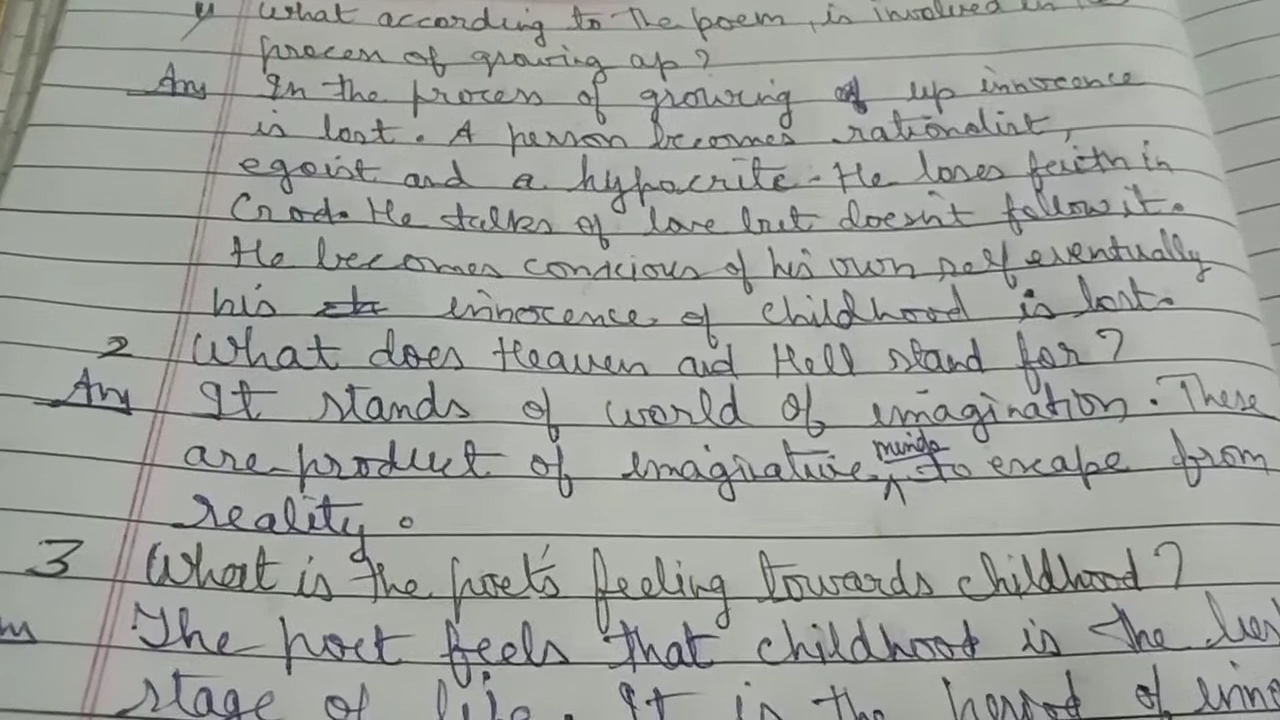 What according to the poem, is involved in
process of growing up?
Ans In the process of growing up innocence
is lost. A person becomes rationalist,
egoist and a hypocrite. He loses faith in
God. He talks of love but doesn't follow it.
He becomes conscious of his own self eventually
his innocence of childhood is lost.
2 What does Heaven and Hell stand for?
Ans It stands of world of imagination. These
are product of imaginative minds to escape from
reality.
3 What is the poet's feeling towards childhood?
The poet feels that childhood is the
stage of life. It is the period of